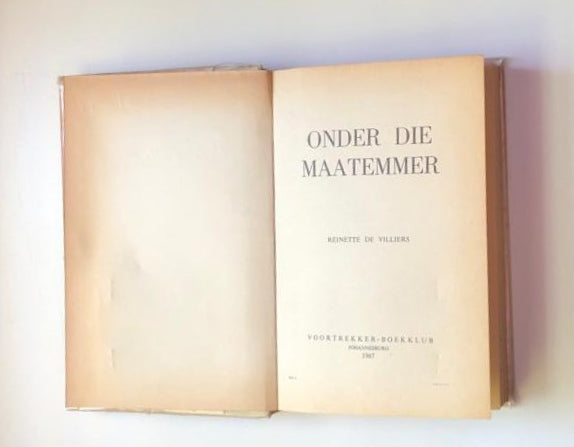 ONDER DIE
MAATEMMER
REINETTE DE VILLIERS
VOORTREKKER-BOEKKLUB
JOHANNESBURG
1967